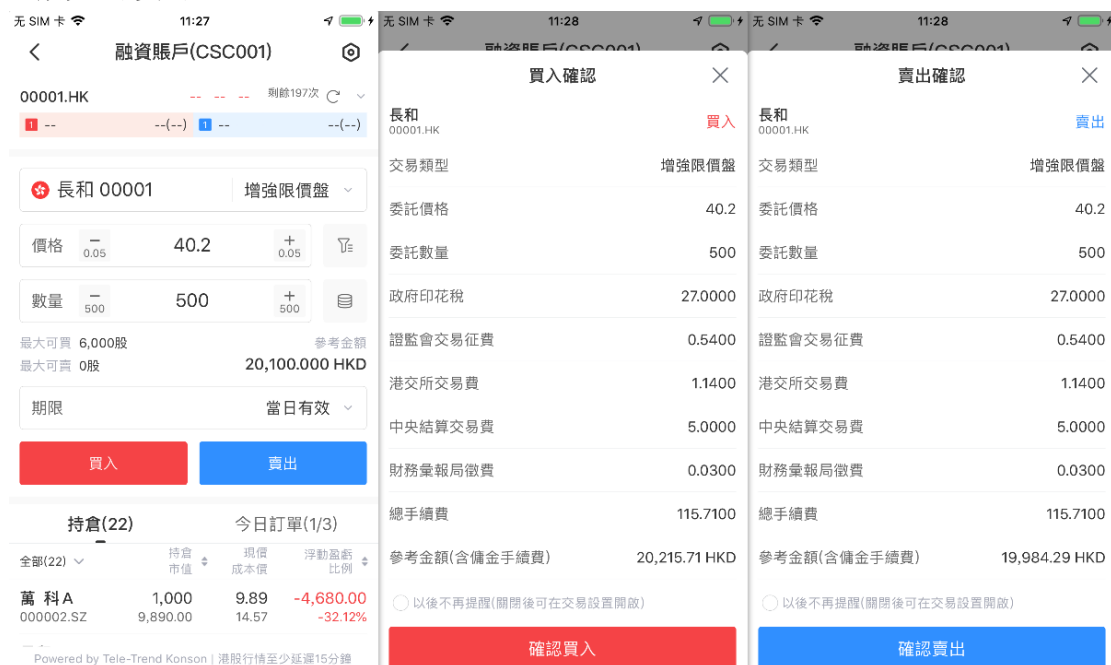 无 SIM 卡 11:27
融資賬戶(CSC001)
00001.HK -- -- -- 剩餘197次
1 -- --(--) 1 -- --(--)
長和 00001 增強限價盤
價格 − 0.05 40.2 + 0.05
數量 − 500 500 + 500
最大可買 6,000股 參考金額
最大可賣 0股 20,100.000 HKD
期限 當日有效
買入 賣出
持倉(22) 今日訂單(1/3)
全部(22) 持倉 現價 浮動盈虧
市值 成本價 比例
萬 科A 1,000 9.89 -4,680.00
000002.SZ 9,890.00 14.57 -32.12%
Powered by Tele-Trend Konson | 港股行情至少延遲15分鐘
无 SIM 卡 11:28
融資賬戶(CSC001)
買入確認
長和 買入
00001.HK
交易類型 增強限價盤
委託價格 40.2
委託數量 500
政府印花稅 27.0000
證監會交易征費 0.5400
港交所交易費 1.1400
中央結算交易費 5.0000
財務彙報局徵費 0.0300
總手續費 115.7100
參考金額(含傭金手續費) 20,215.71 HKD
以後不再提醒(關閉後可在交易設置開啟)
確認買入
无 SIM 卡 11:28
融資賬戶(CSC001)
賣出確認
長和 賣出
00001.HK
交易類型 增強限價盤
委託價格 40.2
委託數量 500
政府印花稅 27.0000
證監會交易征費 0.5400
港交所交易費 1.1400
中央結算交易費 5.0000
財務彙報局徵費 0.0300
總手續費 115.7100
參考金額(含傭金手續費) 19,984.29 HKD
以後不再提醒(關閉後可在交易設置開啟)
確認賣出